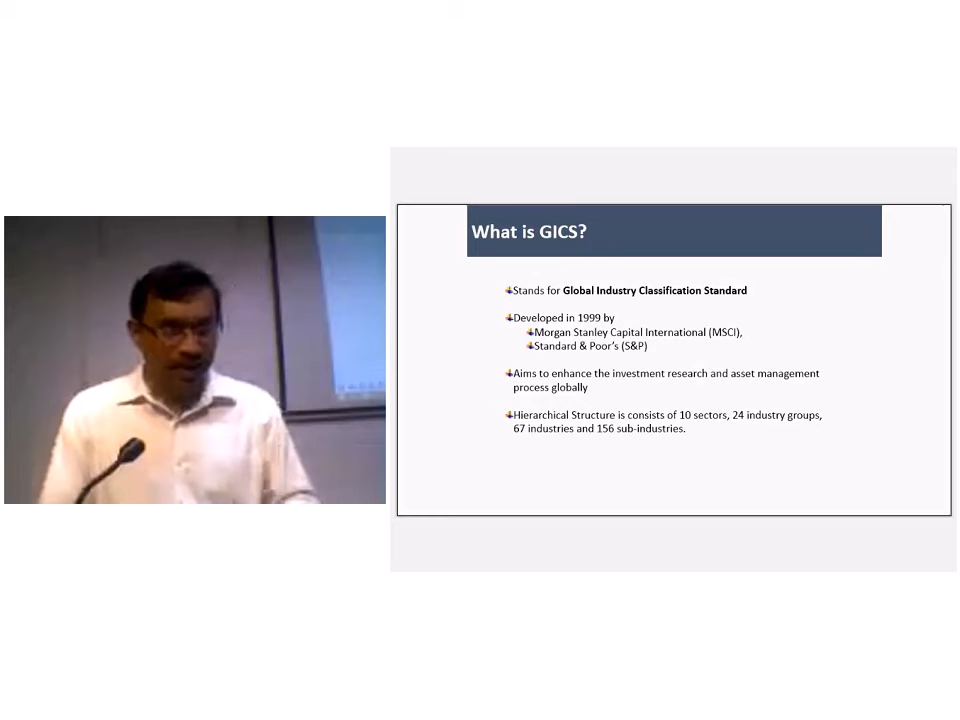 What is GICS?
Stands for Global Industry Classification Standard
Developed in 1999 by
Morgan Stanley Capital International (MSCI),
Standard & Poor's (S&P)
Aims to enhance the investment research and asset management
process globally
Hierarchical Structure is consists of 10 sectors, 24 industry groups,
67 industries and 156 sub-industries.